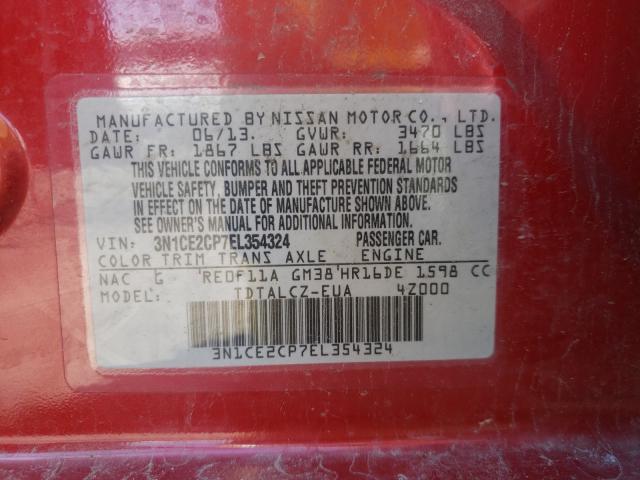 MANUFACTURED BY NISSAN MOTOR CO., LTD.
DATE: 06/13. GVWR: 3470 LBS
GAWR FR: 1867 LBS GAWR RR: 1664 LBS
THIS VEHICLE CONFORMS TO ALL APPLICABLE FEDERAL MOTOR
VEHICLE SAFETY, BUMPER AND THEFT PREVENTION STANDARDS
IN EFFECT ON THE DATE OF MANUFACTURE SHOWN ABOVE.
SEE OWNER'S MANUAL FOR ADDITIONAL INFORMATION.
VIN: 3N1CE2CP7EL354324 PASSENGER CAR.
COLOR TRIM TRANS AXLE ENGINE
NAC G RE0F11A GM38 HR16DE 1598 CC
MODEL: TDTALCZ-EUA 4Z000
3N1CE2CP7EL354324